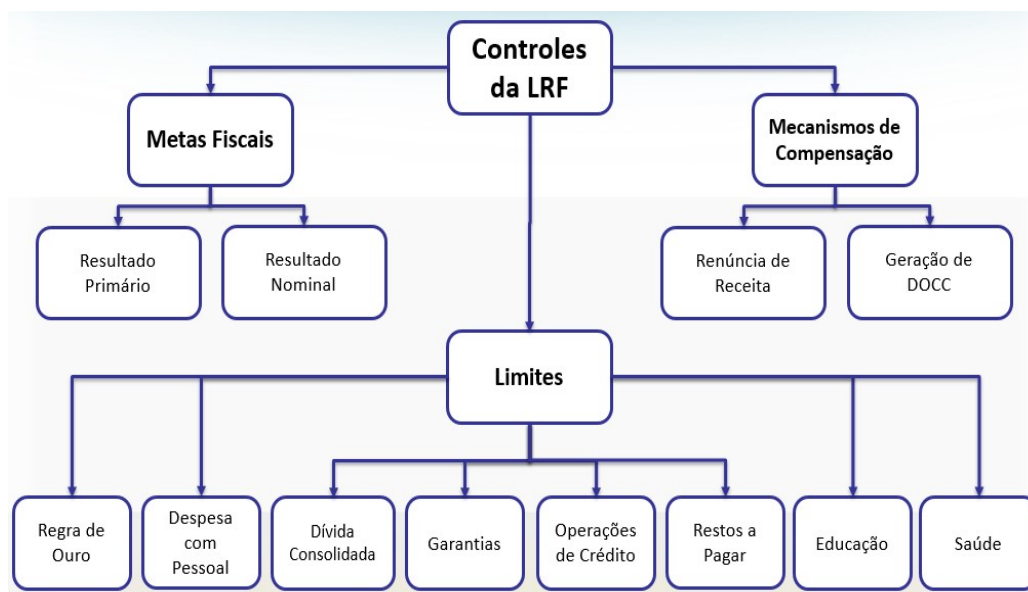 Controles
da LRF
Metas Fiscais
Mecanismos de
Compensação
Resultado
Primário
Resultado
Nominal
Renúncia de
Receita
Geração de
DOCC
Limites
Regra de
Ouro
Despesa
com
Pessoal
Dívida
Consolidada
Garantias
Operações
de Crédito
Restos a
Pagar
Educação
Saúde